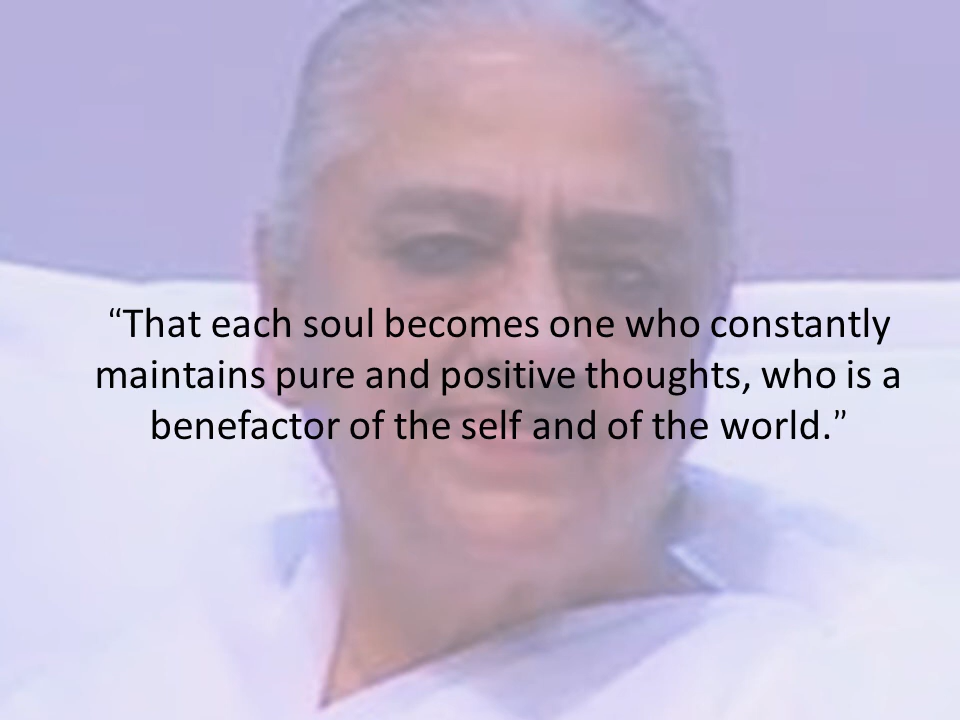 “That each soul becomes one who constantly
maintains pure and positive thoughts, who is a
benefactor of the self and of the world.”